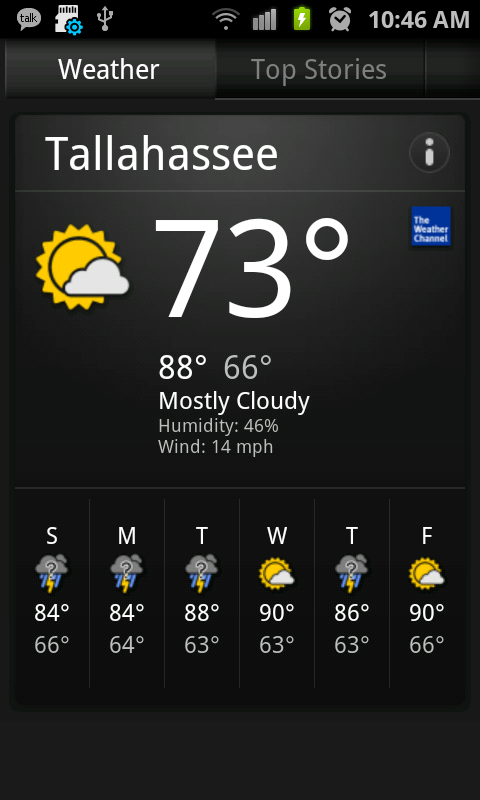 talk 10:46 AM
Weather Top Stories
Tallahassee
73°
The
Weather
Channel
88° 66°
Mostly Cloudy
Humidity: 46%
Wind: 14 mph
S M T W T F
? ? ? ?
84° 84° 88° 90° 86° 90°
66° 64° 63° 63° 63° 66°